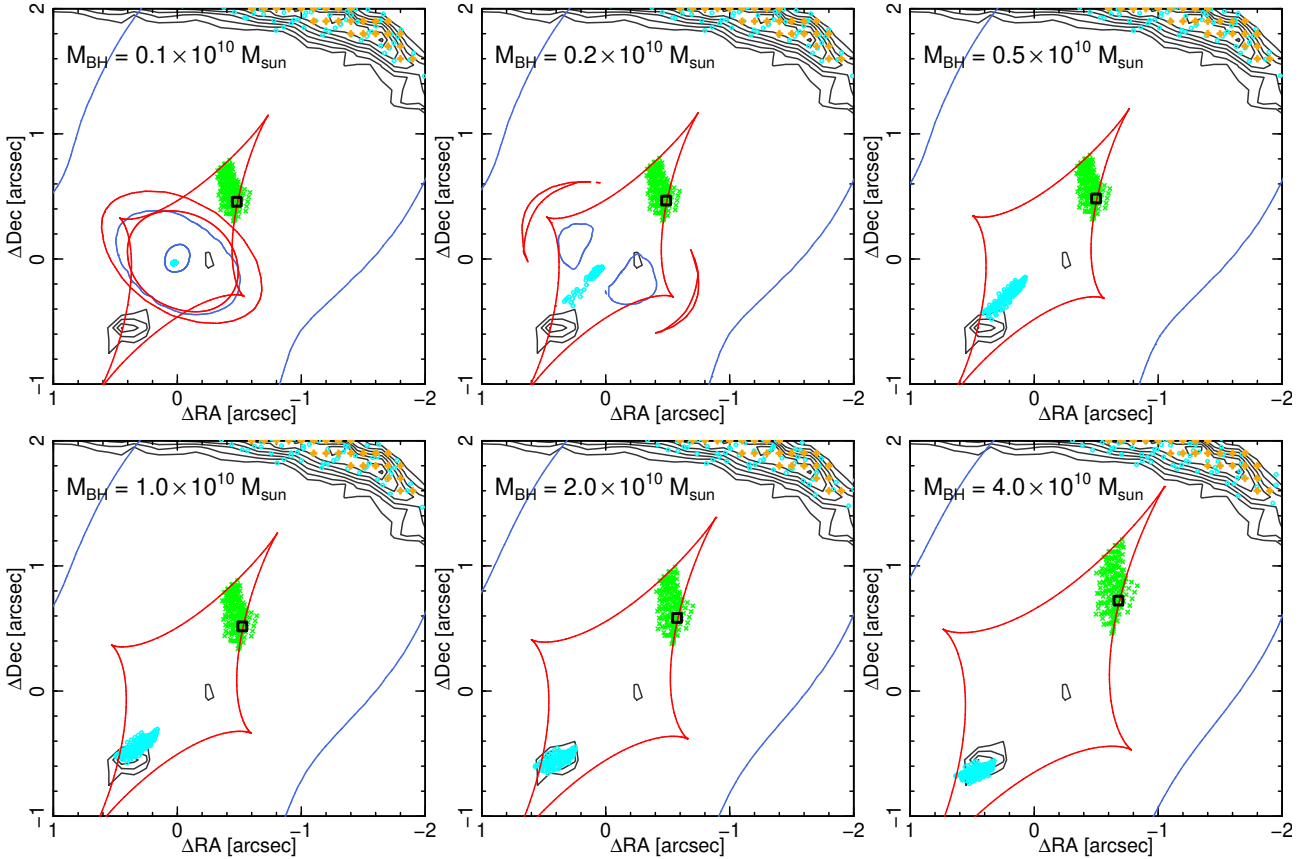 M_BH = 0.1 × 10^10 M_sun
M_BH = 0.2 × 10^10 M_sun
M_BH = 0.5 × 10^10 M_sun
ΔDec [arcsec]
−1 0 1 2
1 0 −1 −2
ΔRA [arcsec]
ΔDec [arcsec]
−1 0 1 2
1 0 −1 −2
ΔRA [arcsec]
ΔDec [arcsec]
−1 0 1 2
1 0 −1 −2
ΔRA [arcsec]
M_BH = 1.0 × 10^10 M_sun
M_BH = 2.0 × 10^10 M_sun
M_BH = 4.0 × 10^10 M_sun
ΔDec [arcsec]
−1 0 1 2
1 0 −1 −2
ΔRA [arcsec]
ΔDec [arcsec]
−1 0 1 2
1 0 −1 −2
ΔRA [arcsec]
ΔDec [arcsec]
−1 0 1 2
1 0 −1 −2
ΔRA [arcsec]